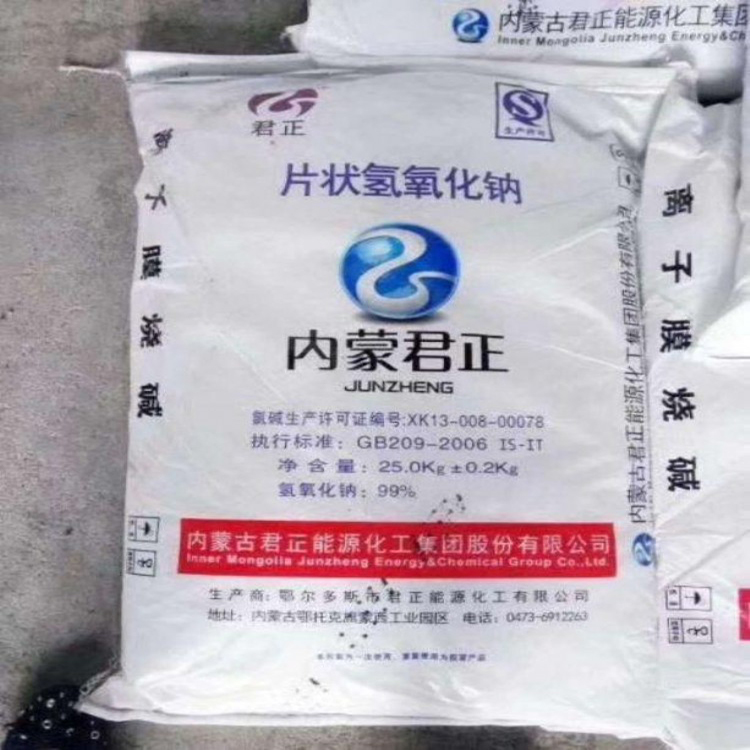 内蒙古君正能源化工集团
Inner Mongolia Junzheng Energy&Ch
君正
生产许可
片状氢氧化钠
内蒙君正
JUNZHENG
氯碱生产许可证编号:XK13-008-00078
执行标准: GB209-2006 IS-IT
净含量: 25.0Kg±0.2Kg
氢氧化钠: 99%
内蒙古君正能源化工集团股份有限公司
Inner Mongolia Junzheng Energy&Chemical Group Co.,Ltd.
生产商: 鄂尔多斯市君正能源化工有限公司
地址: 内蒙古鄂托克旗蒙西工业园区 电话: 0473-6912263
离子膜烧碱
内蒙古君正能源化工集团股份有限公司
离子膜烧碱